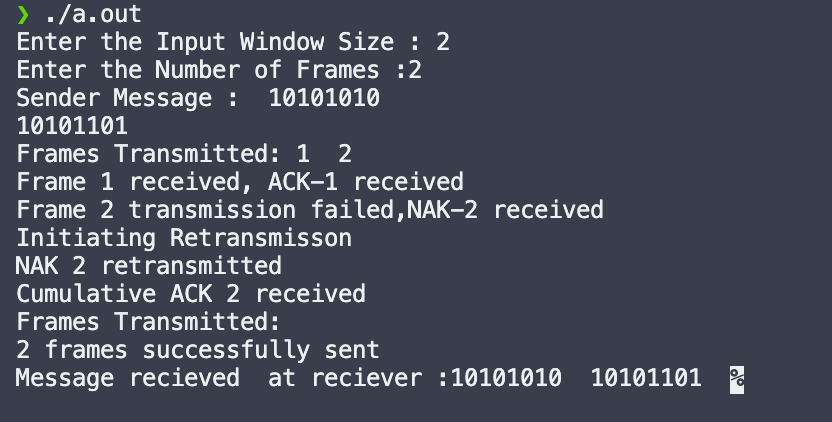 ❯ ./a.out
Enter the Input Window Size : 2
Enter the Number of Frames :2
Sender Message :  10101010
10101101
Frames Transmitted: 1  2
Frame 1 received, ACK-1 received
Frame 2 transmission failed,NAK-2 received
Initiating Retransmisson
NAK 2 retransmitted
Cumulative ACK 2 received
Frames Transmitted:
2 frames successfully sent
Message recieved  at reciever :10101010  10101101  %